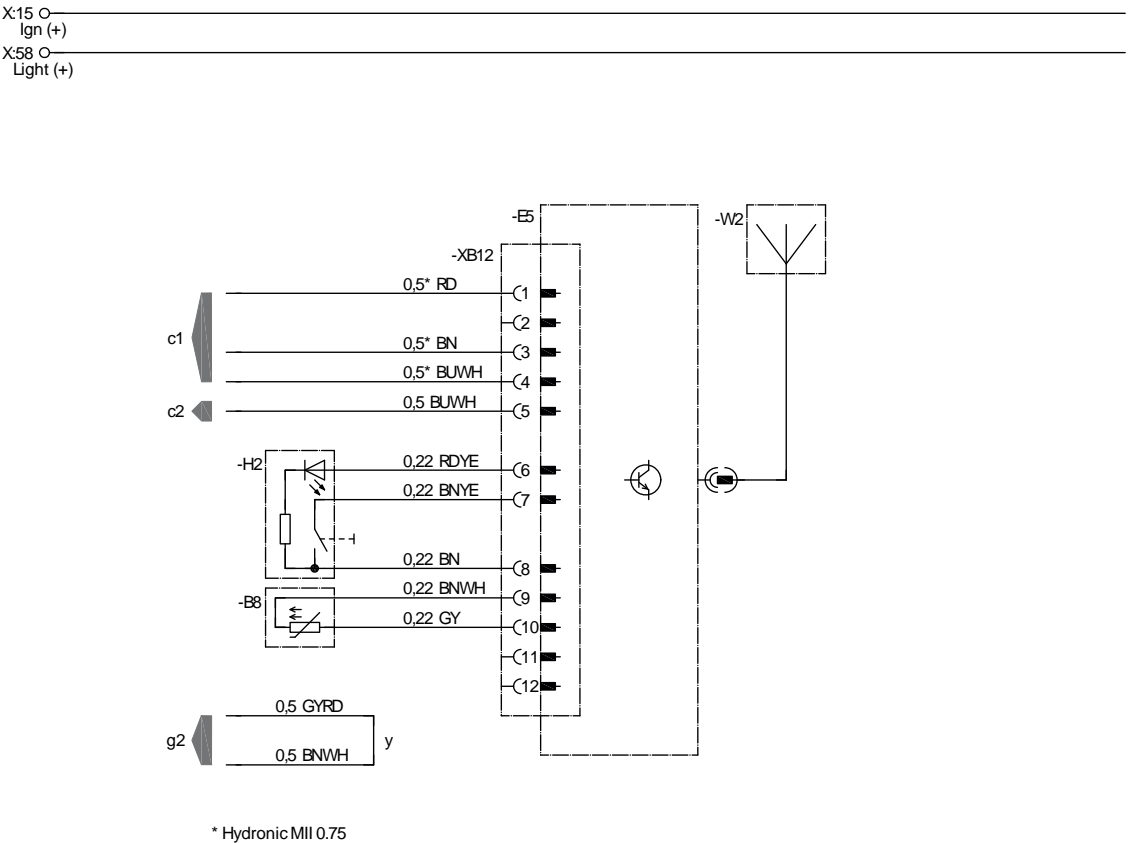 X:15
Ign (+)
X:58
Light (+)
-E5
-W2
-XB12
0,5* RD
1
2
c1
0,5* BN
3
0,5* BUWH
4
c2
0,5 BUWH
5
-H2
0,22 RDYE
6
0,22 BNYE
7
0,22 BN
8
-B8
0,22 BNWH
9
0,22 GY
10
11
12
0,5 GYRD
g2
y
0,5 BNWH
* Hydronic MII 0.75